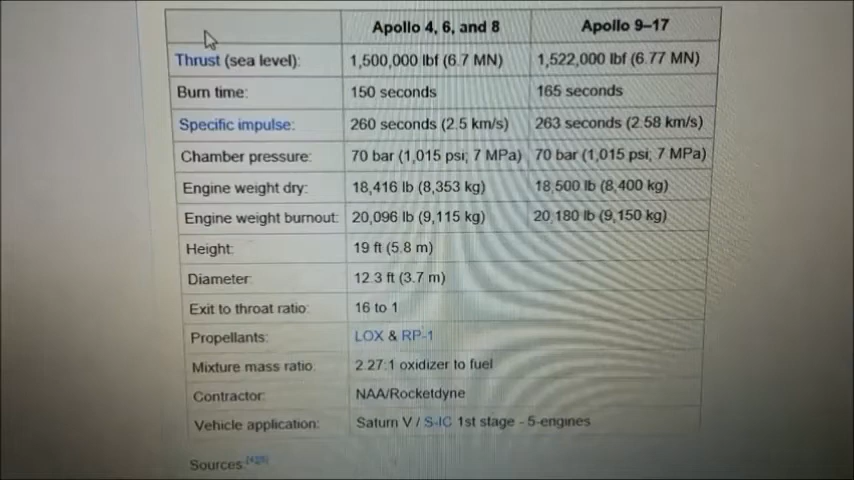 Apollo 4, 6, and 8 Apollo 9–17
Thrust (sea level): 1,500,000 lbf (6.7 MN) 1,522,000 lbf (6.77 MN)
Burn time: 150 seconds 165 seconds
Specific impulse: 260 seconds (2.5 km/s) 263 seconds (2.58 km/s)
Chamber pressure: 70 bar (1,015 psi; 7 MPa) 70 bar (1,015 psi; 7 MPa)
Engine weight dry: 18,416 lb (8,353 kg) 18,500 lb (8,400 kg)
Engine weight burnout: 20,096 lb (9,115 kg) 20,180 lb (9,150 kg)
Height: 19 ft (5.8 m)
Diameter: 12.3 ft (3.7 m)
Exit to throat ratio: 16 to 1
Propellants: LOX & RP-1
Mixture mass ratio: 2.27:1 oxidizer to fuel
Contractor: NAA/Rocketdyne
Vehicle application: Saturn V / S-IC 1st stage - 5-engines
Sources: